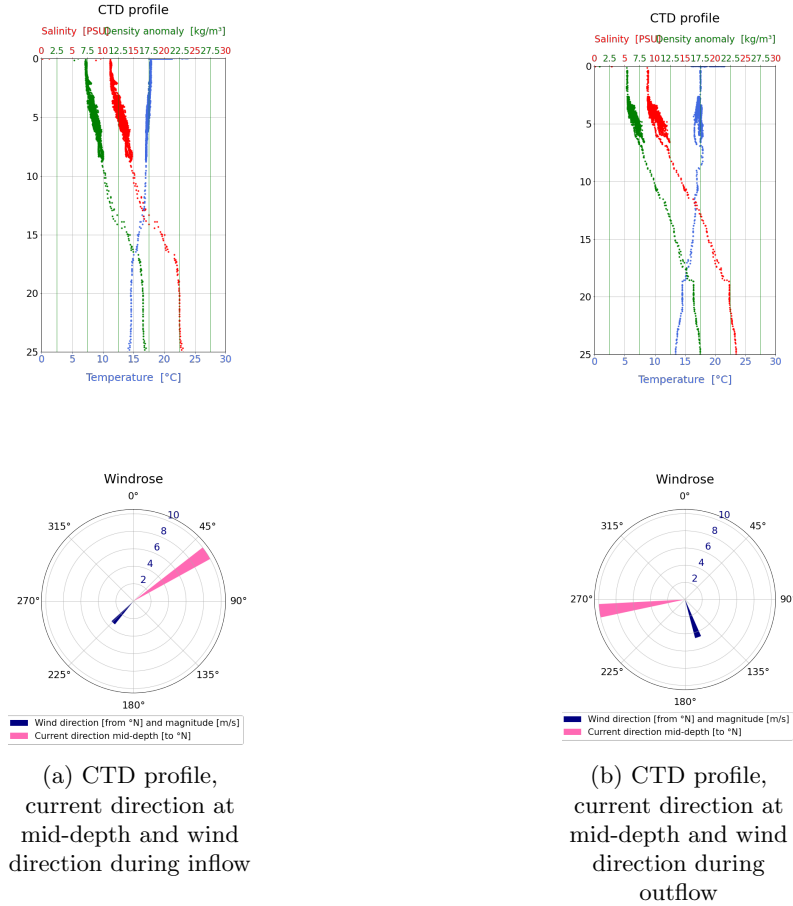 CTD profile
Salinity [PSU] Density anomaly [kg/m³]
0 2.5 5 7.5 10 12.5 15 17.5 20 22.5 25 27.5 30
0
5
10
15
20
25
0 5 10 15 20 25 30
Temperature [°C]
Windrose
0°
45°
90°
135°
180°
225°
270°
315°
2
4
6
8
10
Wind direction [from °N] and magnitude [m/s]
Current direction mid-depth [to °N]
(a) CTD profile,
current direction at
mid-depth and wind
direction during inflow
CTD profile
Salinity [PSU] Density anomaly [kg/m³]
0 2.5 5 7.5 10 12.5 15 17.5 20 22.5 25 27.5 30
0
5
10
15
20
25
0 5 10 15 20 25 30
Temperature [°C]
Windrose
0°
45°
90
135°
180°
225°
270°
315°
2
4
6
8
10
Wind direction [from °N] and magnitude [m/s]
Current direction mid-depth [to °N]
(b) CTD profile,
current direction at
mid-depth and wind
direction during
outflow